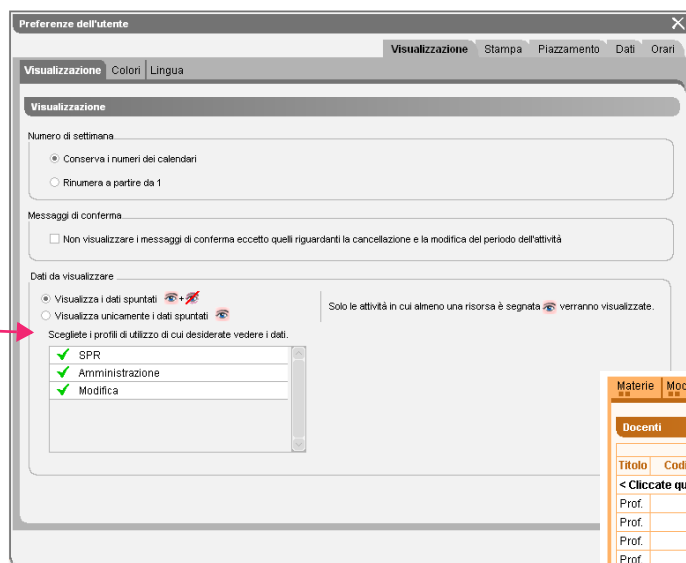 Preferenze dell'utente
Visualizzazione Stampa Piazzamento Dati Orari
Visualizzazione Colori Lingua
Visualizzazione
Numero di settimana
Conserva i numeri dei calendari
Rinumera a partire da 1
Messaggi di conferma
Non visualizzare i messaggi di conferma eccetto quelli riguardanti la cancellazione e la modifica del periodo dell'attività
Dati da visualizzare
Visualizza i dati spuntati +
Visualizza unicamente i dati spuntati
Solo le attività in cui almeno una risorsa è segnata verranno visualizzate.
Scegliete i profili di utilizzo di cui desiderate vedere i dati.
SPR
Amministrazione
Modifica
Materie Mod
Docenti
Titolo Codi
< Cliccate qu
Prof.
Prof.
Prof.
Prof.